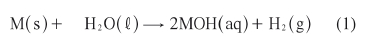 M(s)+ H₂O(ℓ) ⟶ 2MOH(aq)+H₂(g) (1)